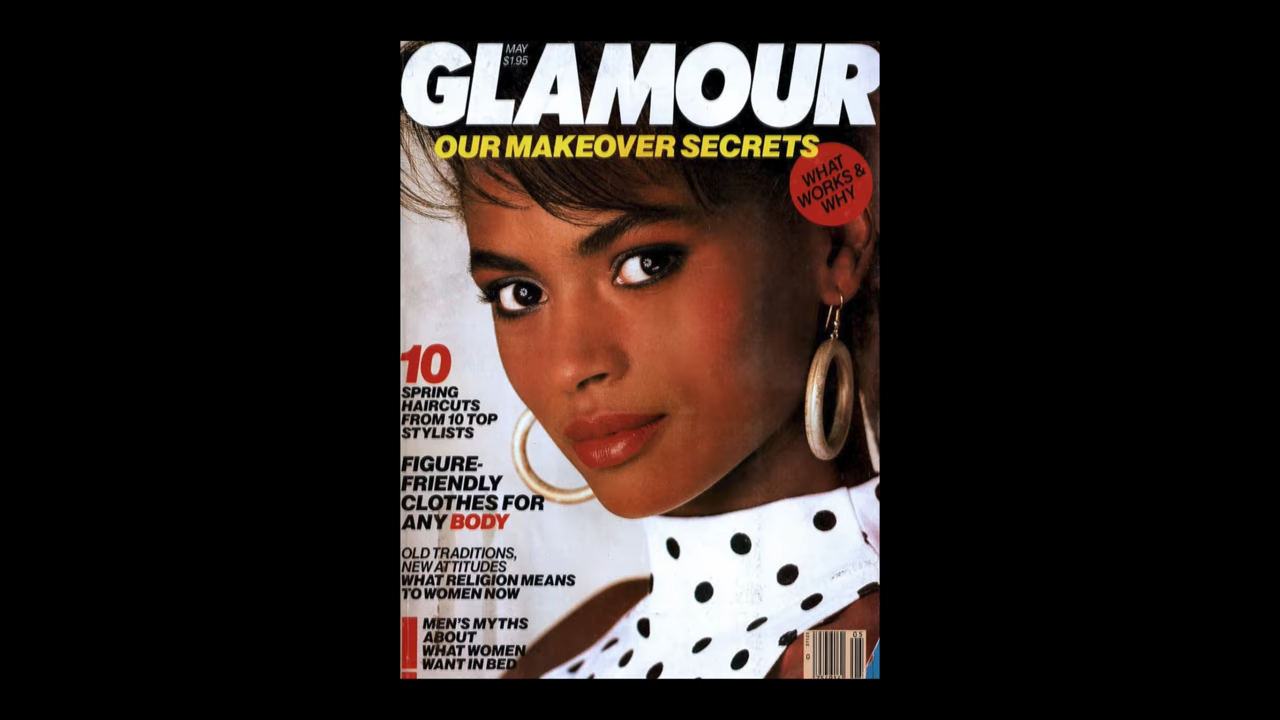 MAY
$1.95
GLAMOUR
OUR MAKEOVER SECRETS
WHAT
WORKS &
WHY
10
SPRING
HAIRCUTS
FROM 10 TOP
STYLISTS
FIGURE-
FRIENDLY
CLOTHES FOR
ANY BODY
OLD TRADITIONS,
NEW ATTITUDES
WHAT RELIGION MEANS
TO WOMEN NOW
MEN'S MYTHS
ABOUT
WHAT WOMEN
WANT IN BED
05